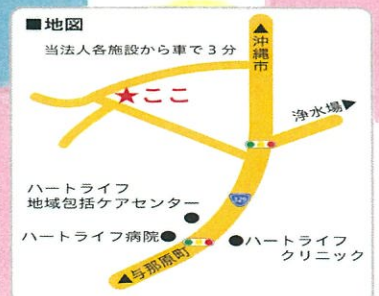 ■地図
当法人各施設から車で3分
▲沖縄市
★ここ
浄水場▶
ハートライフ
地域包括ケアセンター
329
ハートライフ病院●
●ハートライフ
クリニック
◀与那原町